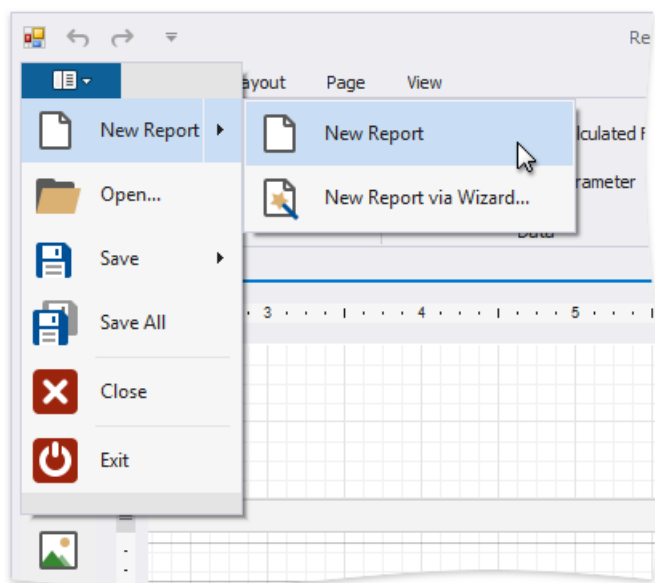 Re
ayout Page View
New Report
New Report
lculated F
Open...
rameter
New Report via Wizard...
Data
Save
3 4 5
Save All
Close
Exit